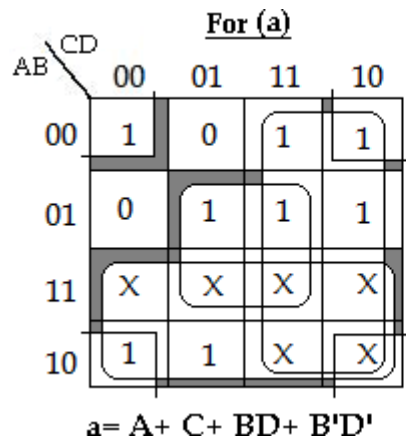 For (a)
CD
AB
00 01 11 10
00 1 0 1 1
01 0 1 1 1
11 X X X X
10 1 1 X X
a= A+ C+ BD+ B'D'